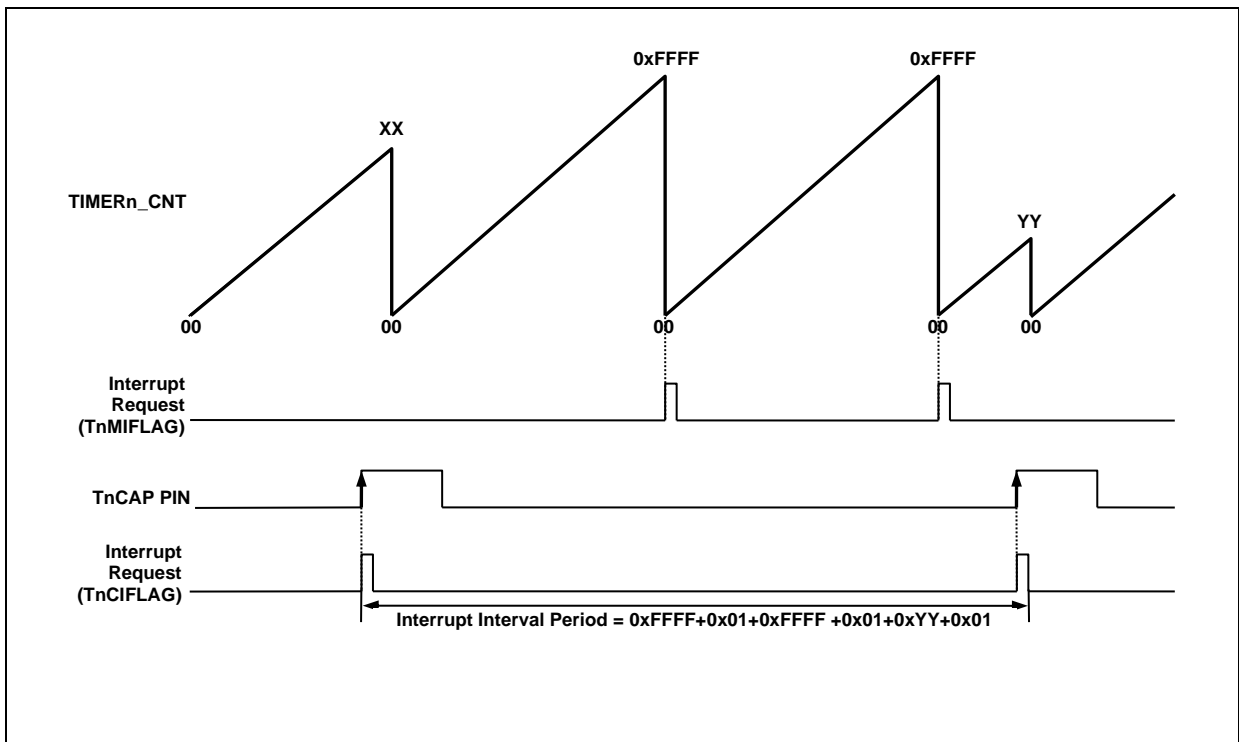 0xFFFF
0xFFFF
XX
TIMERn_CNT
YY
00
00
00
00
00
Interrupt
Request
(TnMIFLAG)
TnCAP PIN
Interrupt
Request
(TnCIFLAG)
Interrupt Interval Period = 0xFFFF+0x01+0xFFFF +0x01+0xYY+0x01